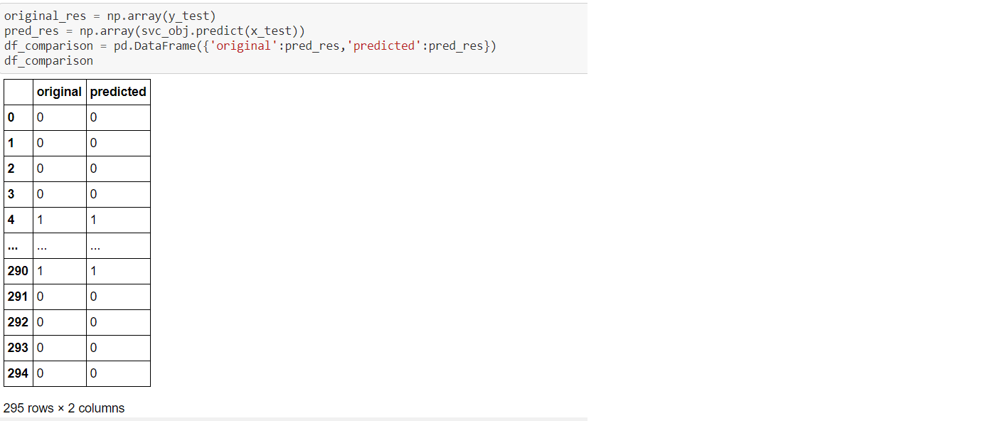 original_res = np.array(y_test)
pred_res = np.array(svc_obj.predict(x_test))
df_comparison = pd.DataFrame({'original':pred_res,'predicted':pred_res})
df_comparison
original predicted
0 0 0
1 0 0
2 0 0
3 0 0
4 1 1
... ... ...
290 1 1
291 0 0
292 0 0
293 0 0
294 0 0
295 rows × 2 columns